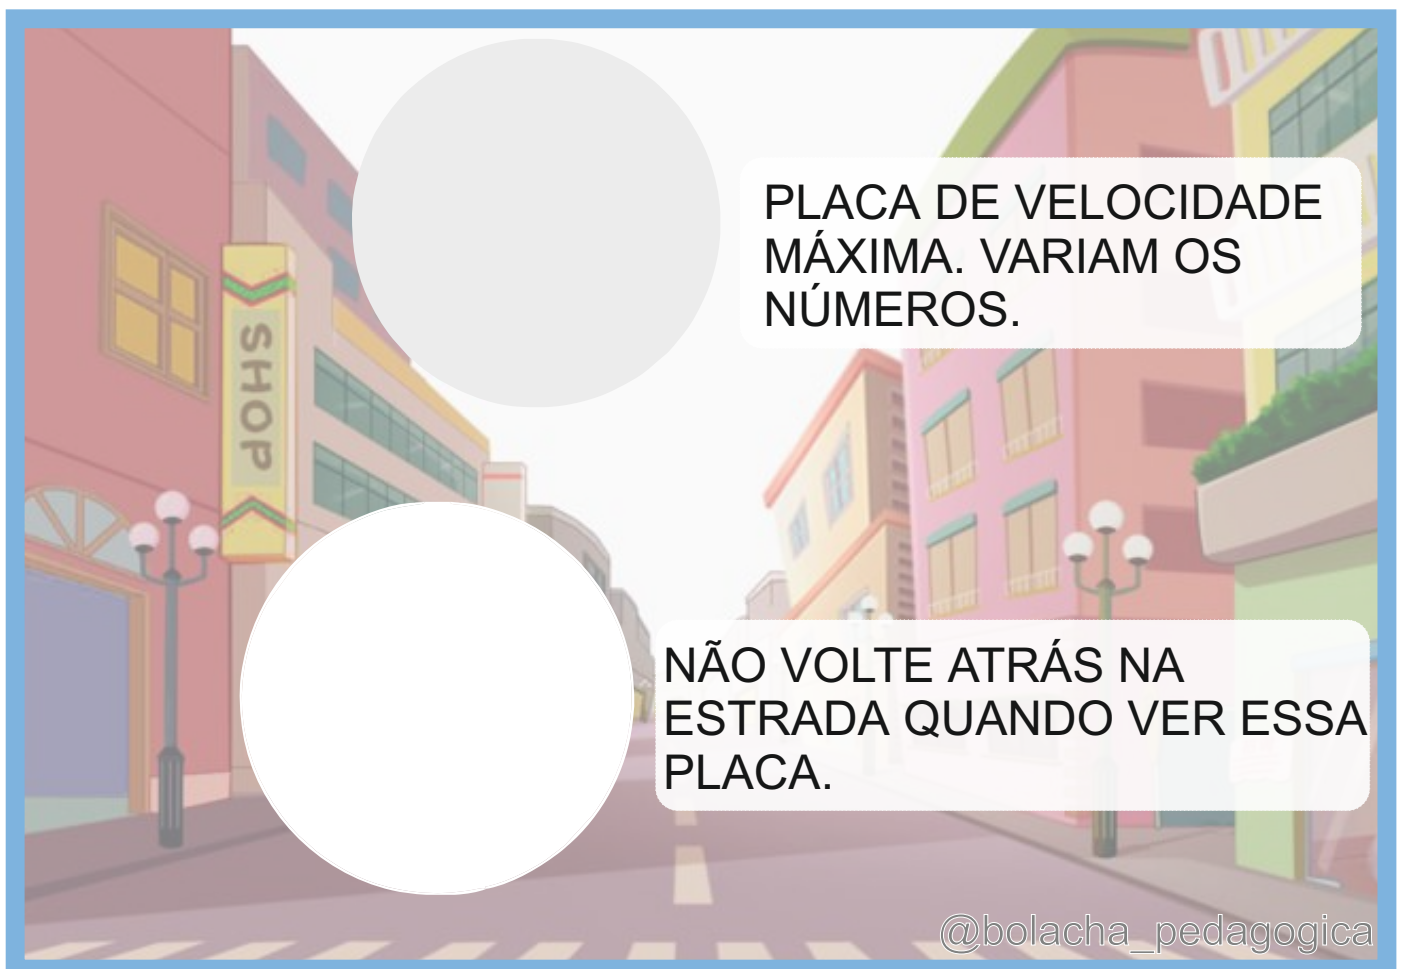 SHOP
PLACA DE VELOCIDADE
MÁXIMA. VARIAM OS
NÚMEROS.
NÃO VOLTE ATRÁS NA
ESTRADA QUANDO VER ESSA
PLACA.
@bolacha_pedagogica